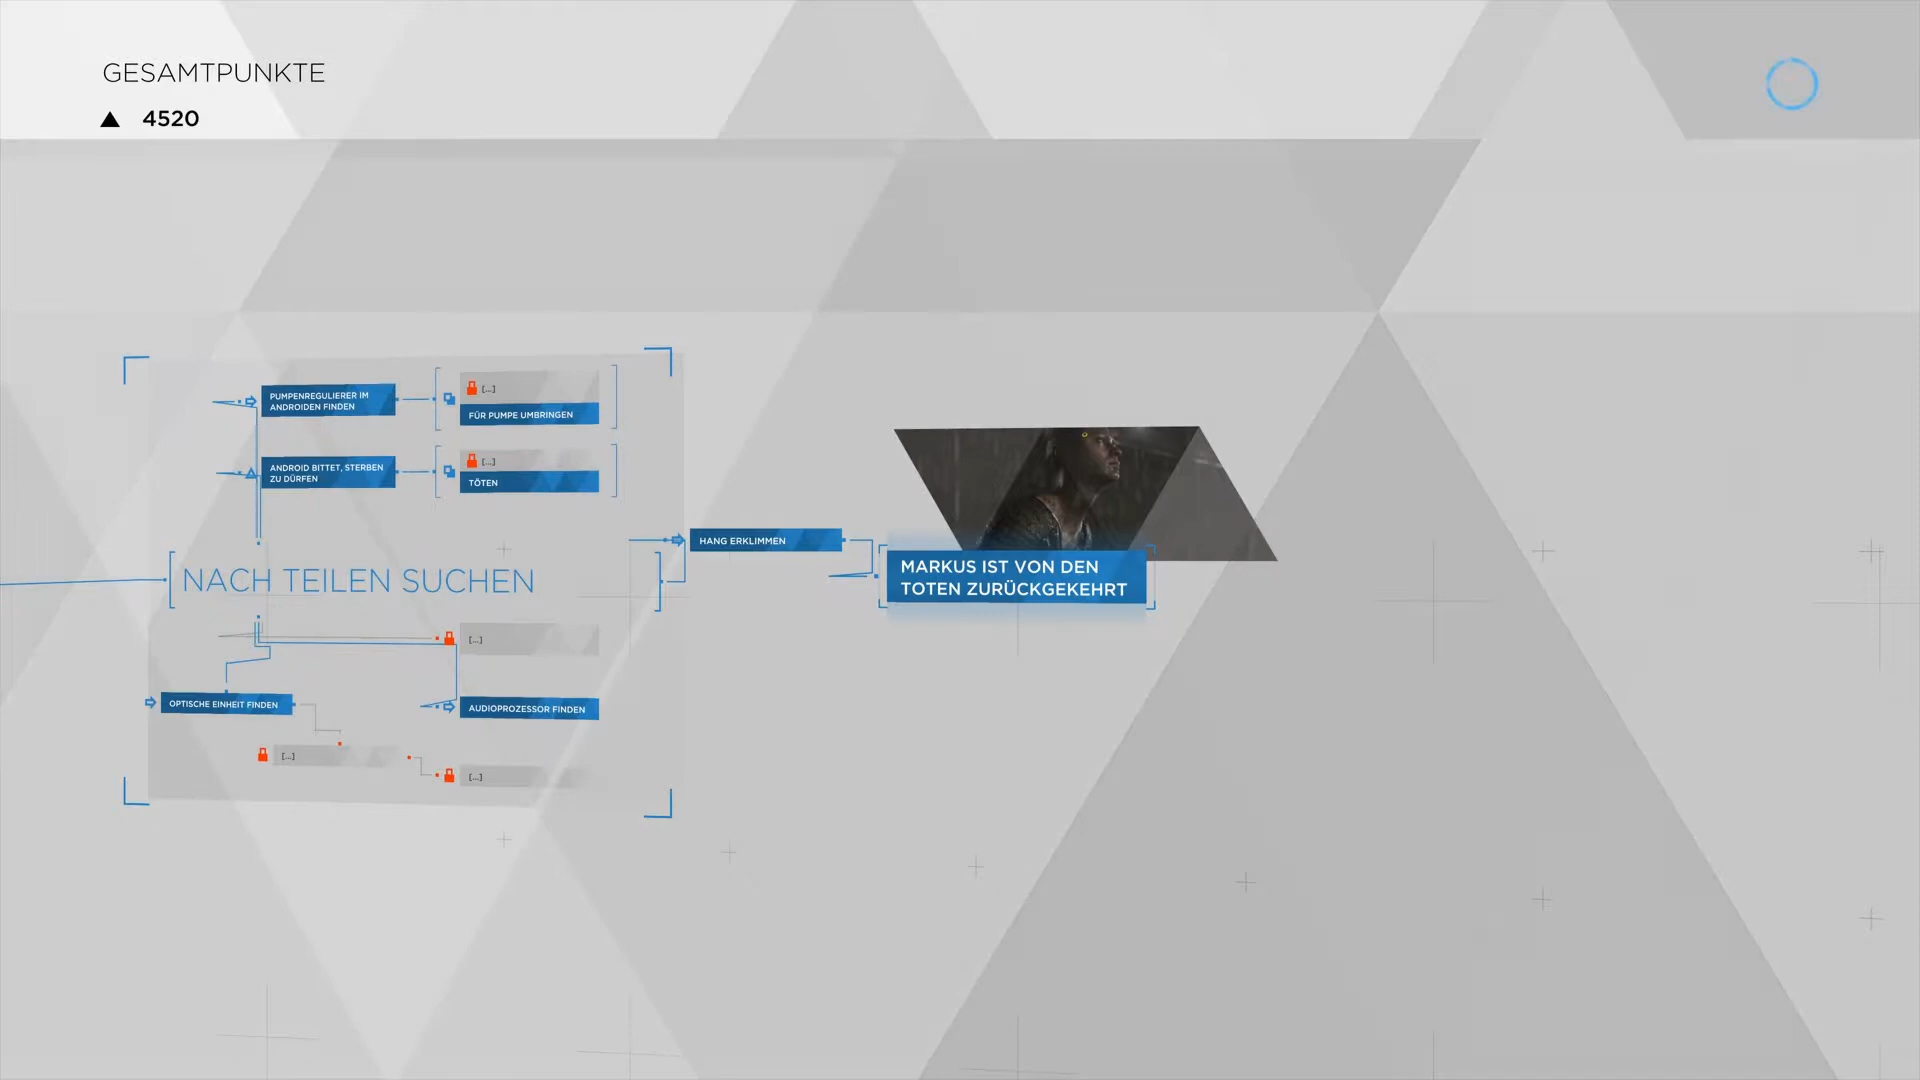 GESAMTPUNKTE
4520
PUMPENREGULIERER IM
ANDROIDEN FINDEN
[...]
FÜR PUMPE UMBRINGEN
ANDROID BITTET, STERBEN
ZU DÜRFEN
[...]
TÖTEN
HANG ERKLIMMEN
MARKUS IST VON DEN
TOTEN ZURÜCKGEKEHRT
NACH TEILEN SUCHEN
[...]
OPTISCHE EINHEIT FINDEN
AUDIOPROZESSOR FINDEN
[...]
[...]